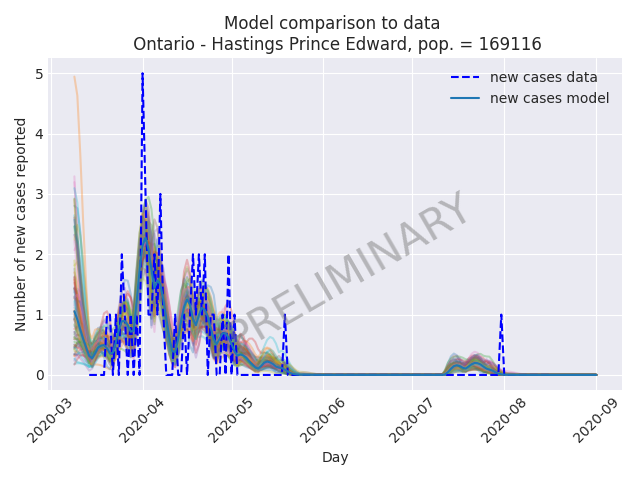 Model comparison to data
Ontario - Hastings Prince Edward, pop. = 169116
new cases data
new cases model
Number of new cases reported
5
4
3
2
1
0
PRELIMINARY
2020-03
2020-04
2020-05
2020-06
2020-07
2020-08
2020-09
Day